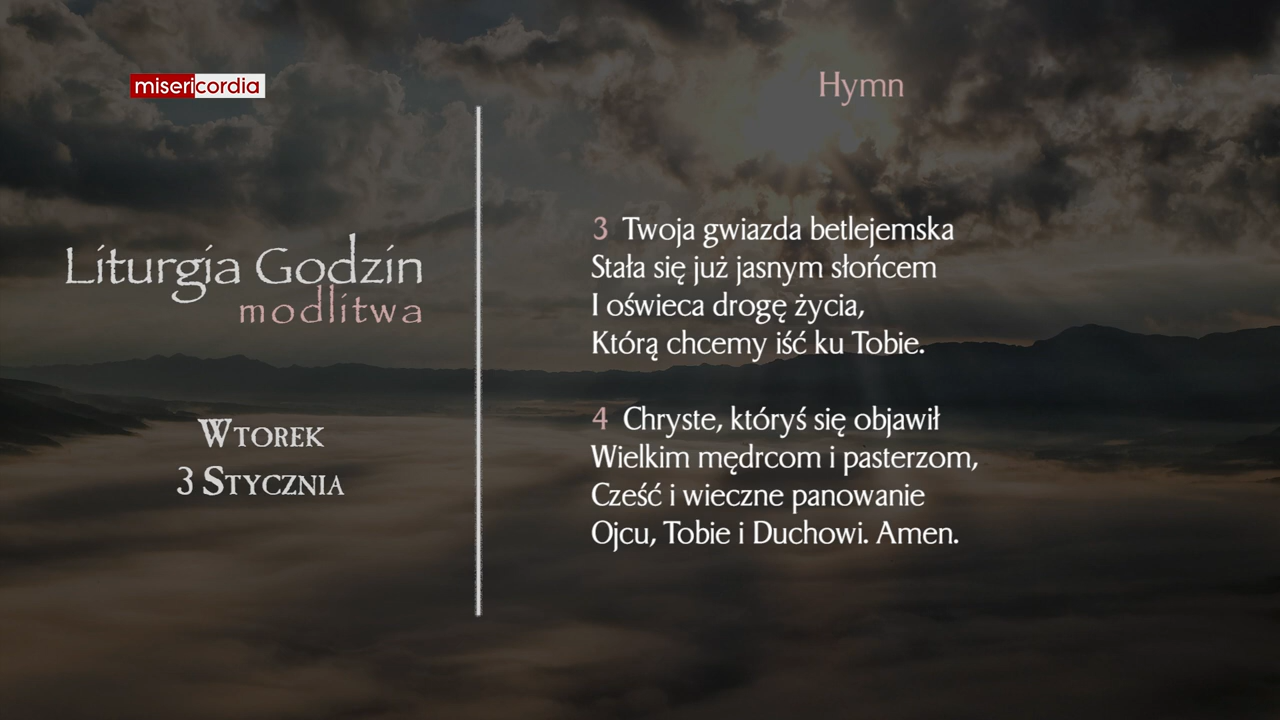 misericordia
Liturgia Godzin
modlitwa
Wtorek
3 Stycznia
Hymn
3 Twoja gwiazda betlejemska
Stała się już jasnym słońcem
I oświeca drogę życia,
Którą chcemy iść ku Tobie.
4 Chryste, któryś się objawił
Wielkim mędrcom i pasterzom,
Cześć i wieczne panowanie
Ojcu, Tobie i Duchowi. Amen.